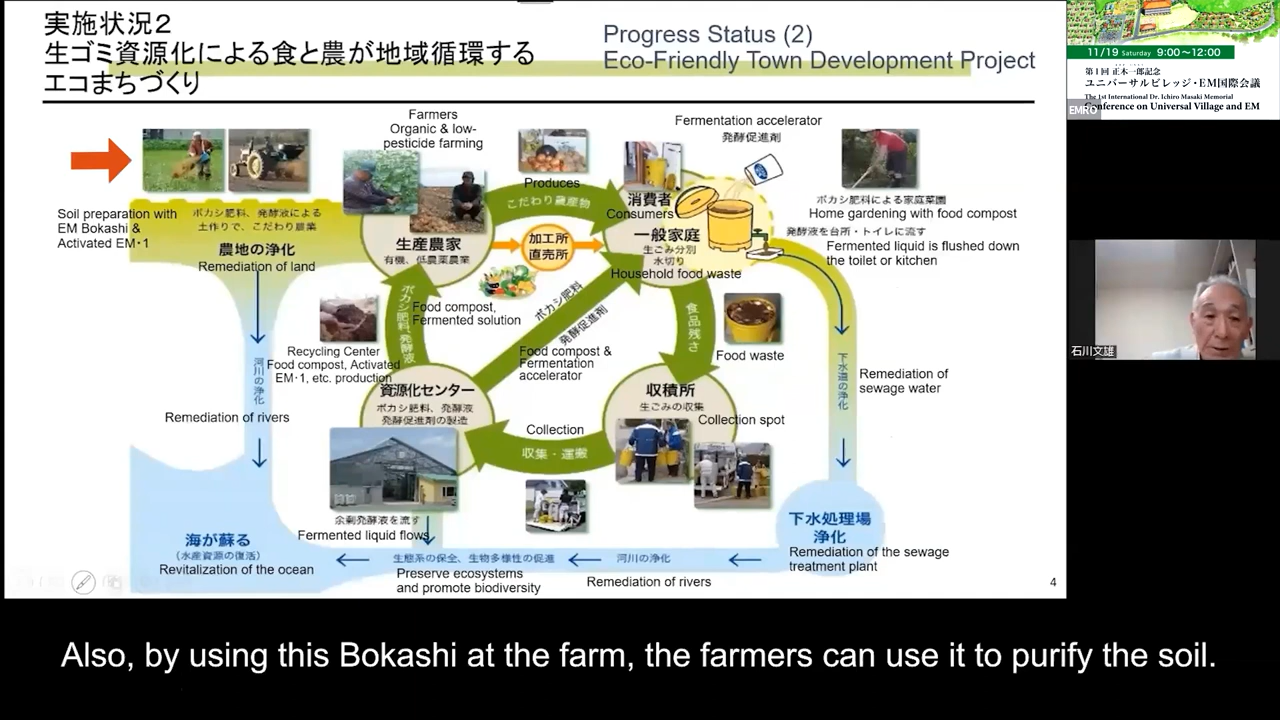 実施状況２
生ゴミ資源化による食と農が地域循環する
エコまちづくり
Progress Status (2)
Eco-Friendly Town Development Project
11/19 Saturday 9:00～12:00
第1回 正木一郎記念
ユニバーサルビレッジ・EM国際会議
The 1st International Dr. Ichiro Masaki Memorial
Conference on Universal Village and EM
EMRO
Farmers
Organic & low-
pesticide farming
Produces
こだわり農産物
Fermentation accelerator
発酵促進剤
Soil preparation with
EM Bokashi &
Activated EM･1
ボカシ肥料、発酵液による
土作りで、こだわり農業
農地の浄化
Remediation of land
生産農家
有機、低農薬農業
加工所
直売所
消費者
Consumers
一般家庭
生ごみ分別
水切り
Household food waste
ボカシ肥料による家庭菜園
Home gardening with food compost
発酵液を台所・トイレに流す
Fermented liquid is flushed down
the toilet or kitchen
ボカシ肥料、発酵液
Food compost,
Fermented solution
ボカシ肥料
発酵促進剤
Food compost &
Fermentation
accelerator
食品残さ
Food waste
Recycling Center
Food compost, Activated
EM･1, etc. production
資源化センター
ボカシ肥料、発酵液
発酵促進剤の製造
収積所
生ごみの収集
Collection spot
Collection
収集・運搬
河川の浄化
Remediation of rivers
下水道の浄化
Remediation of
sewage water
余剰発酵液を流す
Fermented liquid flows
海が蘇る
（水産資源の復活）
Revitalization of the ocean
生態系の保全、生物多様性の促進
Preserve ecosystems
and promote biodiversity
河川の浄化
Remediation of rivers
下水処理場
浄化
Remediation of the sewage
treatment plant
4
石川文雄
Also, by using this Bokashi at the farm, the farmers can use it to purify the soil.